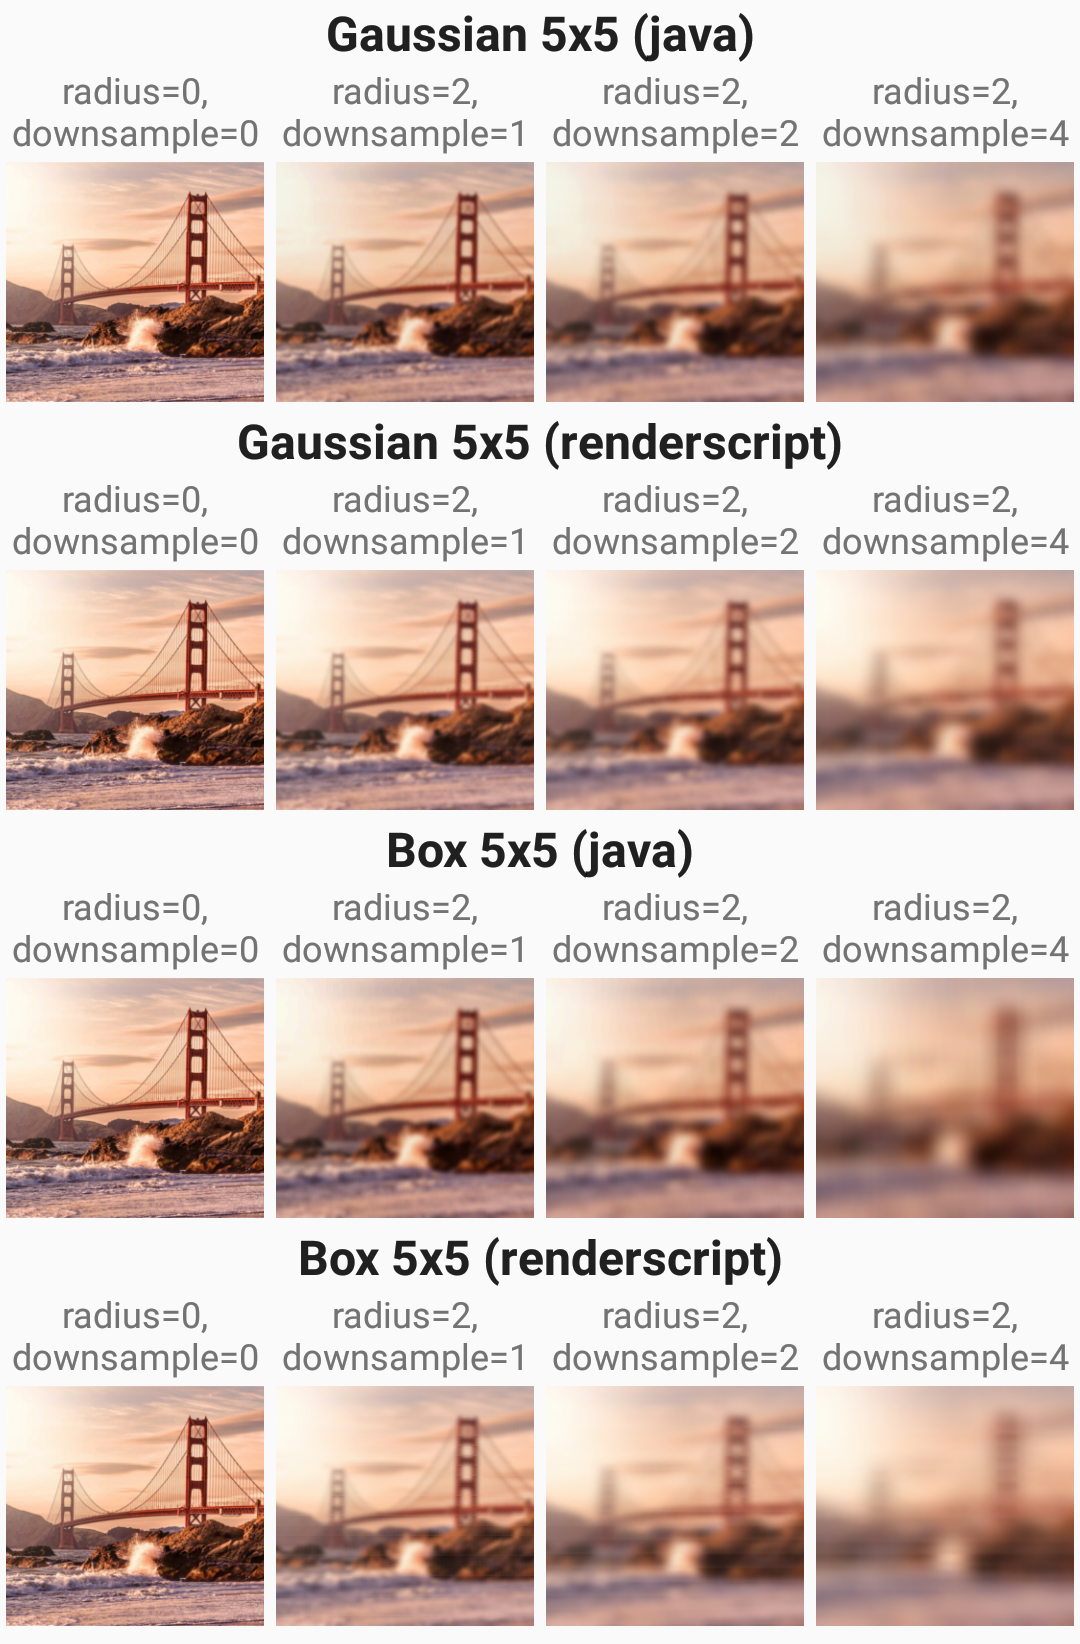 Gaussian 5x5 (java)
radius=0,
downsample=0
radius=2,
downsample=1
radius=2,
downsample=2
radius=2,
downsample=4
Gaussian 5x5 (renderscript)
radius=0,
downsample=0
radius=2,
downsample=1
radius=2,
downsample=2
radius=2,
downsample=4
Box 5x5 (java)
radius=0,
downsample=0
radius=2,
downsample=1
radius=2,
downsample=2
radius=2,
downsample=4
Box 5x5 (renderscript)
radius=0,
downsample=0
radius=2,
downsample=1
radius=2,
downsample=2
radius=2,
downsample=4